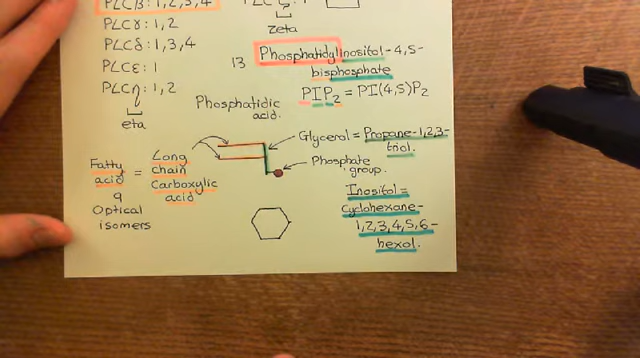 PLCβ: 1,2,3,4
PLCγ: 1,2
PLCδ: 1,3,4
PLCε: 1
PLCη: 1,2
eta
zeta
13
Phosphatidylinositol-4,5-
bisphosphate
PIP2 = PI(4,5)P2
Phosphatidic
acid.
Glycerol = Propane-1,2,3-
triol.
Phosphate
group.
Fatty
acid
=
Long
chain
Carboxylic
acid
9
Optical
isomers
Inositol =
Cyclohexane-
1,2,3,4,5,6-
hexol.